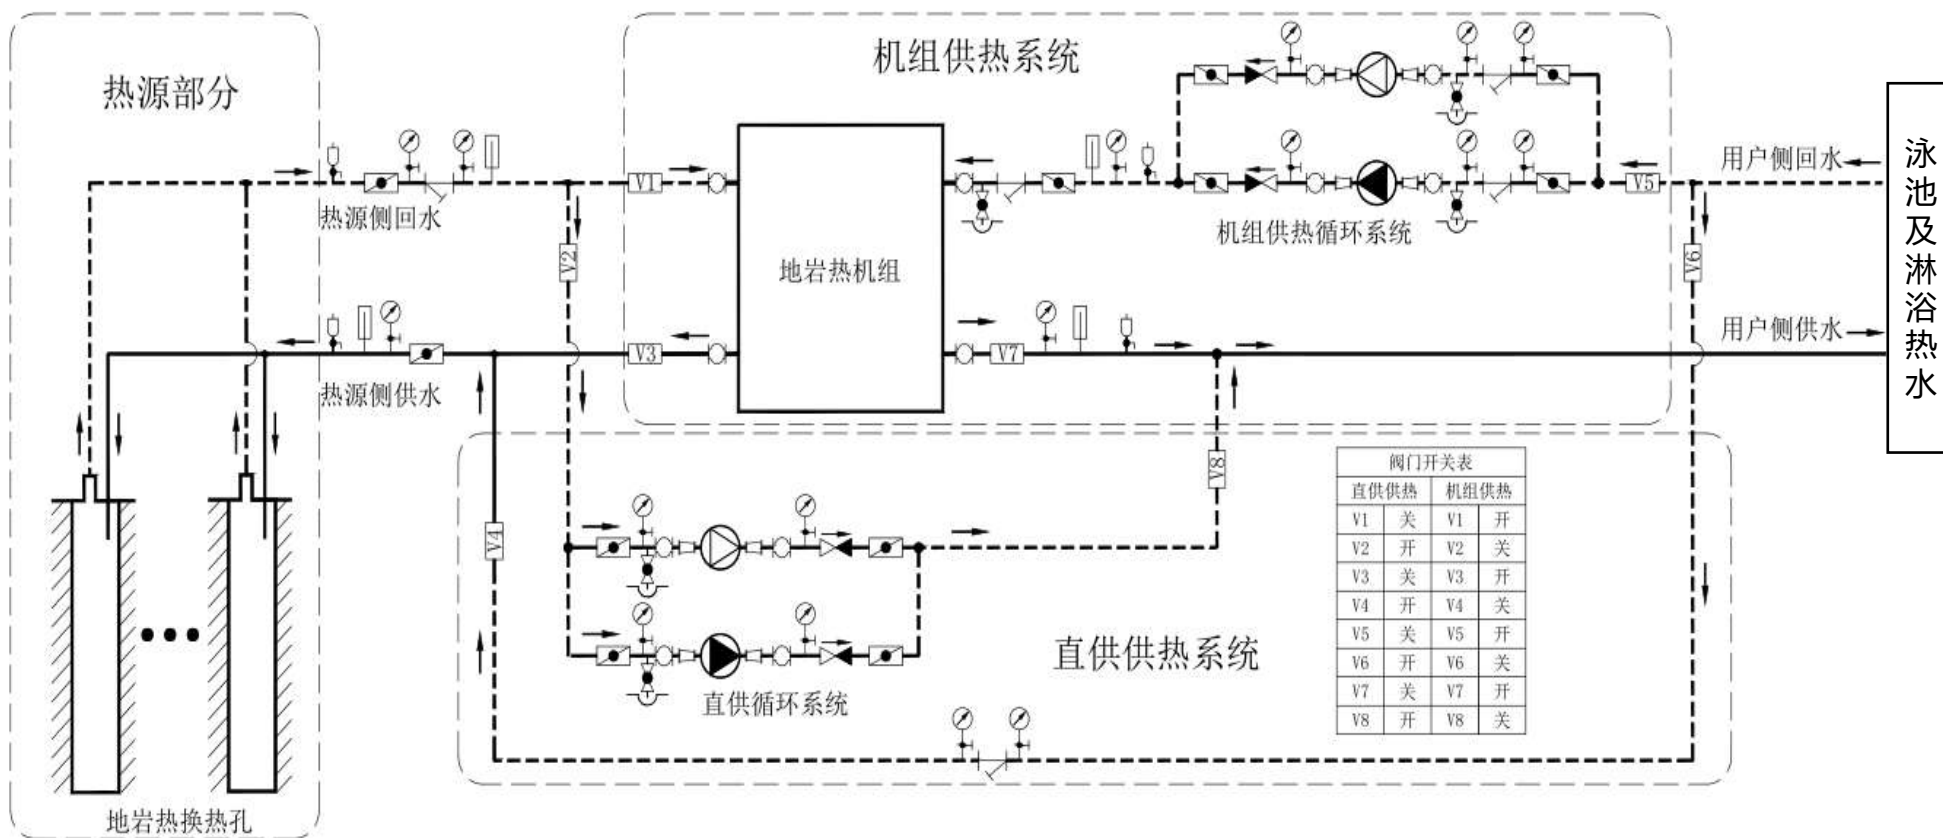 热源部分
机组供热系统
热源侧回水
V1
V2
热源侧供水
V3
地岩热机组
机组供热循环系统
V5
用户侧回水
V6
用户侧供水
V7
泳池及淋浴热水
V4
V8
直供循环系统
直供供热系统
阀门开关表
直供供热 机组供热
V1 关 V1 开
V2 开 V2 关
V3 关 V3 开
V4 开 V4 关
V5 关 V5 开
V6 开 V6 关
V7 关 V7 开
V8 开 V8 关
地岩热换热孔